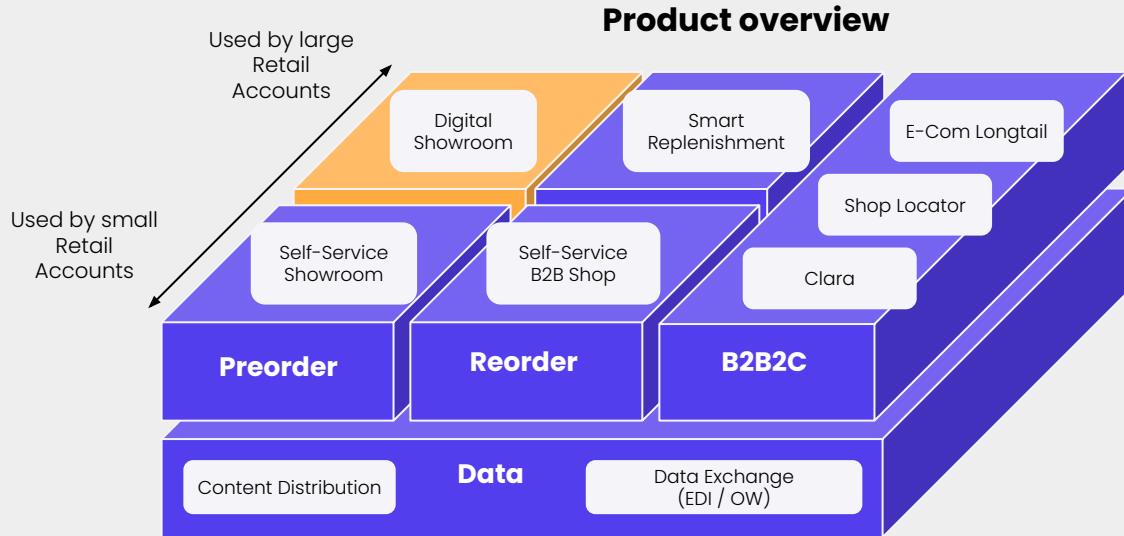 Product overview
Used by large
Retail
Accounts
Digital
Showroom
Smart
Replenishment
E-Com Longtail
Shop Locator
Used by small
Retail
Accounts
Self-Service
Showroom
Self-Service
B2B Shop
Clara
Preorder
Reorder
B2B2C
Data
Content Distribution
Data Exchange
(EDI / OW)